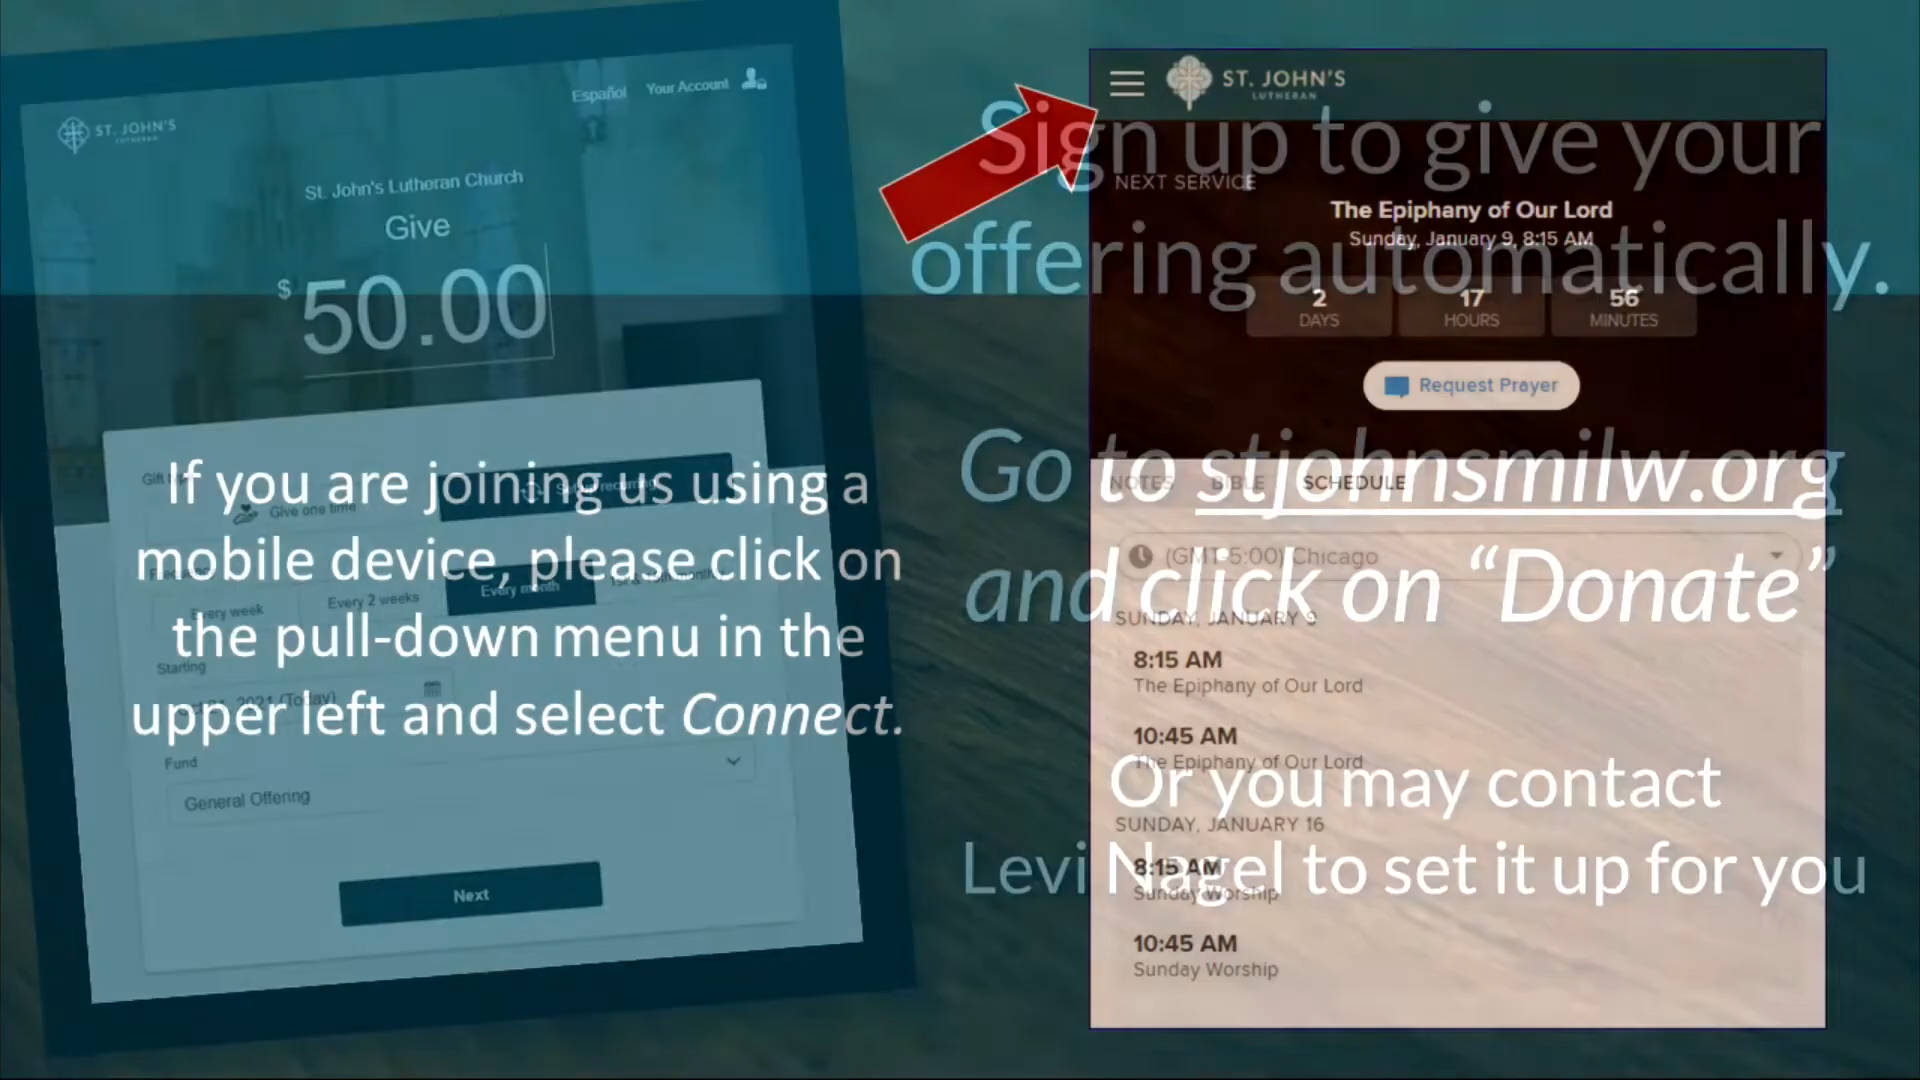 Español Your Account
ST. JOHN'S
LUTHERAN
St. John's Lutheran Church
Give
$ 50.00
Give one time
Every week Every 2 weeks Every month
Starting
2021 (Today)
Fund
General Offering
Next
If you are joining us using a
mobile device, please click on
the pull-down menu in the
upper left and select Connect.
ST. JOHN'S
LUTHERAN
NEXT SERVICE
The Epiphany of Our Lord
Sunday, January 9, 8:15 AM
2 17 56
DAYS HOURS MINUTES
Request Prayer
NOTES BIBLE SCHEDULE
(GMT-5:00) Chicago
SUNDAY, JANUARY 9
8:15 AM
The Epiphany of Our Lord
10:45 AM
The Epiphany of Our Lord
SUNDAY, JANUARY 16
8:15 AM
Sunday Worship
10:45 AM
Sunday Worship
Sign up to give your
offering automatically.
Go to stjohnsmilw.org
and click on “Donate”
Or you may contact
Levi Nagel to set it up for you